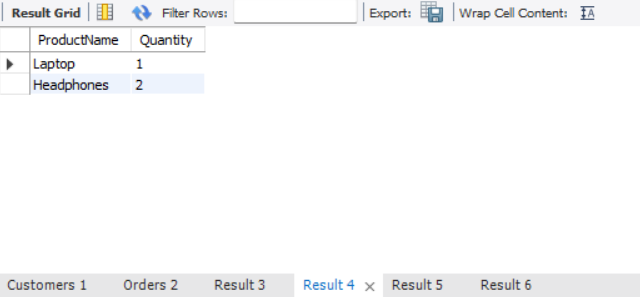 Result Grid Filter Rows: Export: Wrap Cell Content: IA
ProductName Quantity
Laptop 1
Headphones 2
Customers 1 Orders 2 Result 3 Result 4 × Result 5 Result 6